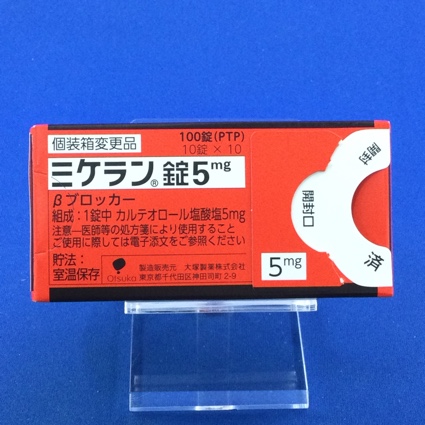 個装箱変更品
100錠(PTP)
10錠 × 10
ミケラン®錠5mg
βブロッカー
組成：1錠中 カルテオロール塩酸塩5mg
注意―医師等の処方箋により使用すること
ご使用に際しては電子添文をご参照ください
貯法：
室温保存
Otsuka
製造販売元 大塚製薬株式会社
東京都千代田区神田司町2-9
開封
済
開封口
5mg